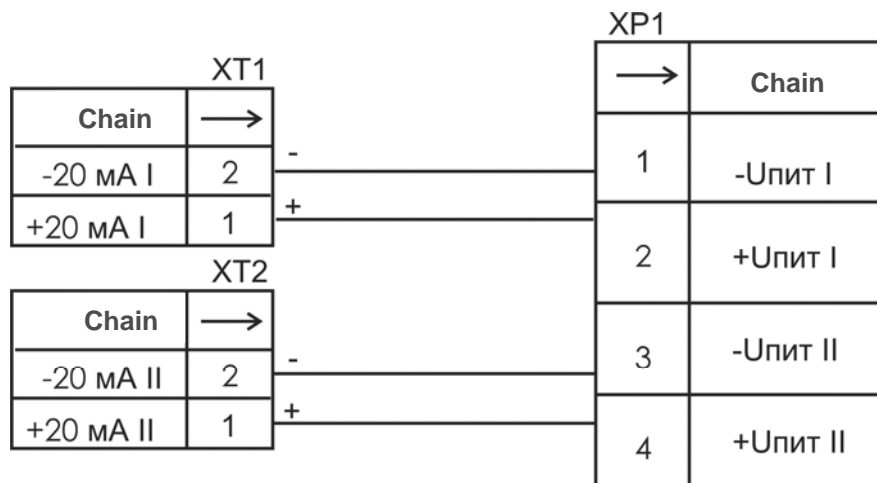 XT1
Chain →
-20 мА I 2
+20 мА I 1
-
+
XT2
Chain →
-20 мА II 2
+20 мА II 1
-
+
XP1
→ Chain
1 -Uпит I
2 +Uпит I
3 -Uпит II
4 +Uпит II